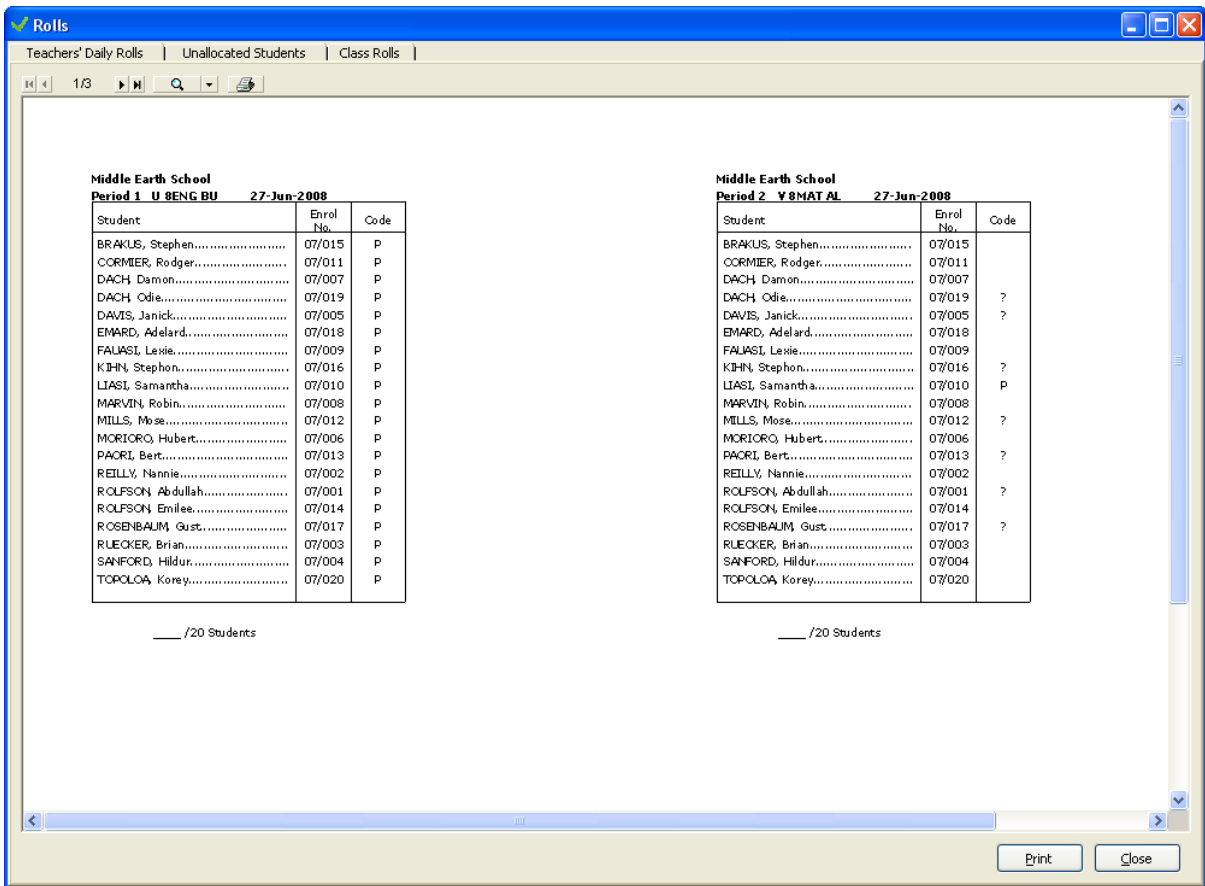 Rolls
Teachers' Daily Rolls | Unallocated Students | Class Rolls |
1/3
Middle Earth School
Period 1 U 8ENG BU 27-Jun-2008
Student Enrol No. Code
BRAKUS, Stephen...................... 07/015 P
CORMIER, Rodger...................... 07/011 P
DACH, Damon........................... 07/007 P
DACH, Odie.............................. 07/019 P
DAVIS, Janick........................... 07/005 P
EMARD, Adelard........................ 07/018 P
FAUASI, Lexie........................... 07/009 P
KIHN, Stephon.......................... 07/016 P
LIASI, Samantha....................... 07/010 P
MARVIN, Robin.......................... 07/008 P
MILLS, Mose............................. 07/012 P
MORIORO, Hubert...................... 07/006 P
PAORI, Bert.............................. 07/013 P
REILLY, Nannie.......................... 07/002 P
ROLFSON, Abdullah.................... 07/001 P
ROLFSON, Emilee....................... 07/014 P
ROSENBAUM, Gust..................... 07/017 P
RUECKER, Brian......................... 07/003 P
SANFORD, Hildur....................... 07/004 P
TOPOLOA, Korey........................ 07/020 P
____ /20 Students
Middle Earth School
Period 2 V 8MAT AL 27-Jun-2008
Student Enrol No. Code
BRAKUS, Stephen...................... 07/015
CORMIER, Rodger...................... 07/011
DACH, Damon........................... 07/007
DACH, Odie.............................. 07/019 ?
DAVIS, Janick........................... 07/005 ?
EMARD, Adelard........................ 07/018
FAUASI, Lexie........................... 07/009
KIHN, Stephon.......................... 07/016 ?
LIASI, Samantha....................... 07/010 P
MARVIN, Robin.......................... 07/008
MILLS, Mose............................. 07/012 ?
MORIORO, Hubert...................... 07/006
PAORI, Bert.............................. 07/013 ?
REILLY, Nannie.......................... 07/002
ROLFSON, Abdullah.................... 07/001 ?
ROLFSON, Emilee....................... 07/014
ROSENBAUM, Gust..................... 07/017 ?
RUECKER, Brian......................... 07/003
SANFORD, Hildur....................... 07/004
TOPOLOA, Korey........................ 07/020
____ /20 Students
Print Close